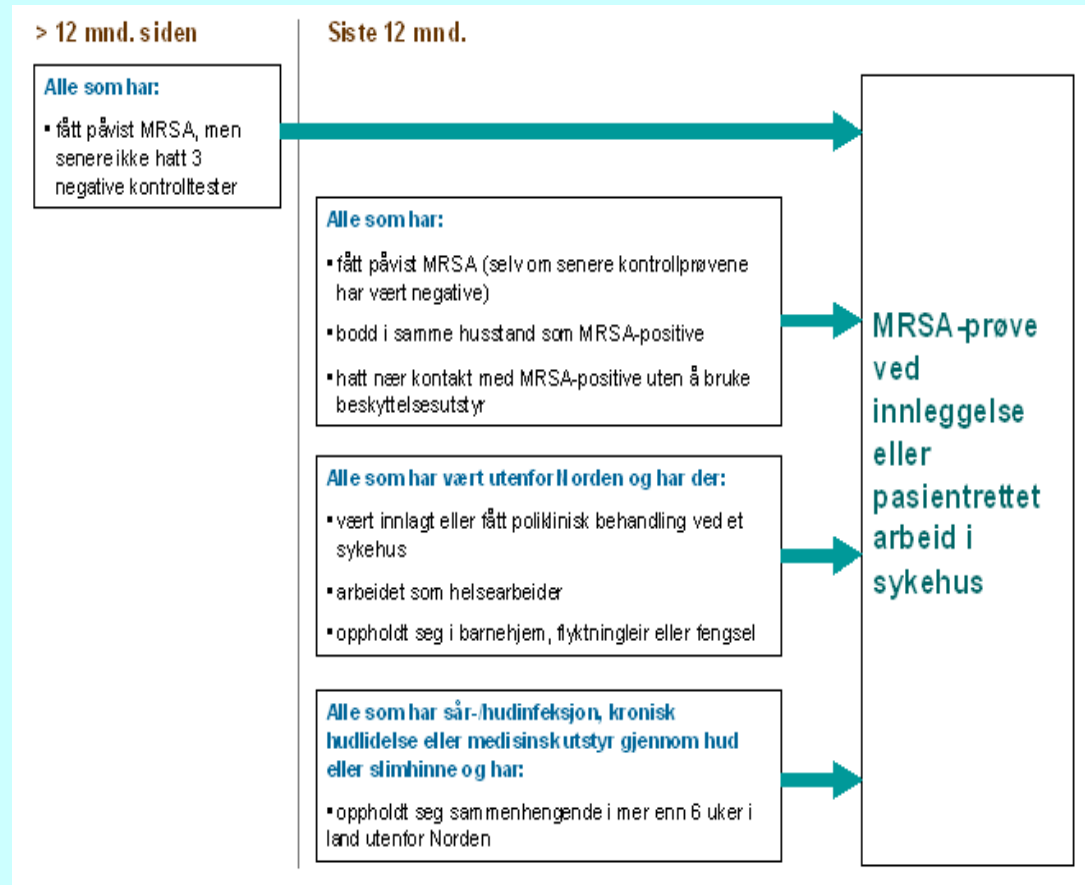 > 12 mnd. siden
Siste 12 mnd.
Alle som har:
▪ fått påvist MRSA, men
senere ikke hatt 3
negative kontrolltester
Alle som har:
▪ fått påvist MRSA (selv om senere kontrollprøvene
har vært negative)
▪ bodd i samme husstand som MRSA-positive
▪ hatt nær kontakt med MRSA-positive uten å bruke
beskyttelsesutstyr
Alle som har vært utenfor Norden og har der:
▪ vært innlagt eller fått poliklinisk behandling ved et
sykehus
▪ arbeidet som helsearbeider
▪ oppholdt seg i barnehjem, flyktningleir eller fengsel
Alle som har sår-/hudinfeksjon, kronisk
hudlidelse eller medisinsk utstyr gjennom hud
eller slimhinne og har:
▪ oppholdt seg sammenhengende i mer enn 6 uker i
land utenfor Norden
MRSA-prøve
ved
innleggelse
eller
pasientrettet
arbeid i
sykehus